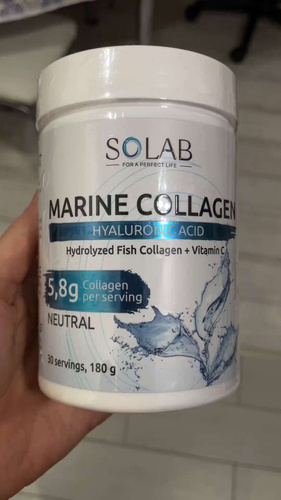 SOLAB
FOR A PERFECT LIFE
MARINE COLLAGEN
HYALURONIC ACID
Hydrolyzed Fish Collagen + Vitamin C
5,8g Collagen
per serving
NEUTRAL
30 servings, 180 g